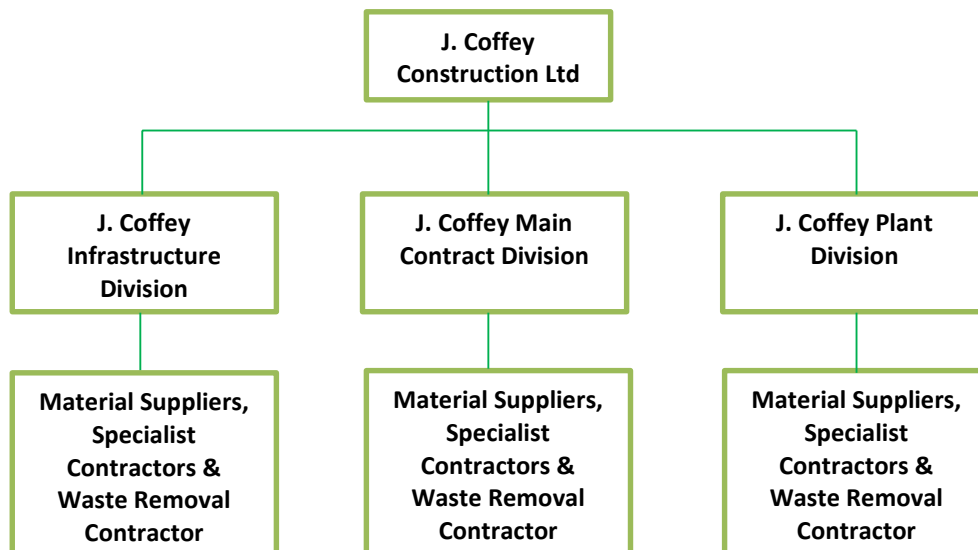 J. Coffey
Construction Ltd
J. Coffey
Infrastructure
Division
J. Coffey Main
Contract Division
J. Coffey Plant
Division
Material Suppliers,
Specialist
Contractors &
Waste Removal
Contractor
Material Suppliers,
Specialist
Contractors &
Waste Removal
Contractor
Material Suppliers,
Specialist
Contractors &
Waste Removal
Contractor